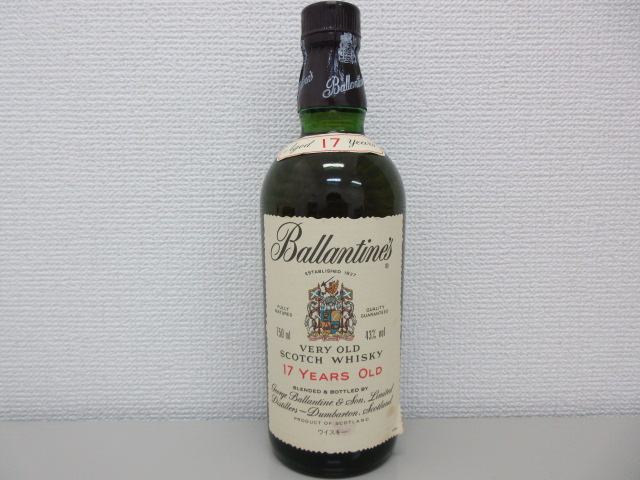 Ballantine's
Aged 17 Years
Ballantine's
®
ESTABLISHED 1827
FULLY MATURED
QUALITY GUARANTEED
750 ml
43% vol
VERY OLD
SCOTCH WHISKY
17 YEARS OLD
BLENDED & BOTTLED BY
George Ballantine & Son, Limited
Distillers — Dumbarton, Scotland
PRODUCT OF SCOTLAND
ウイスキー